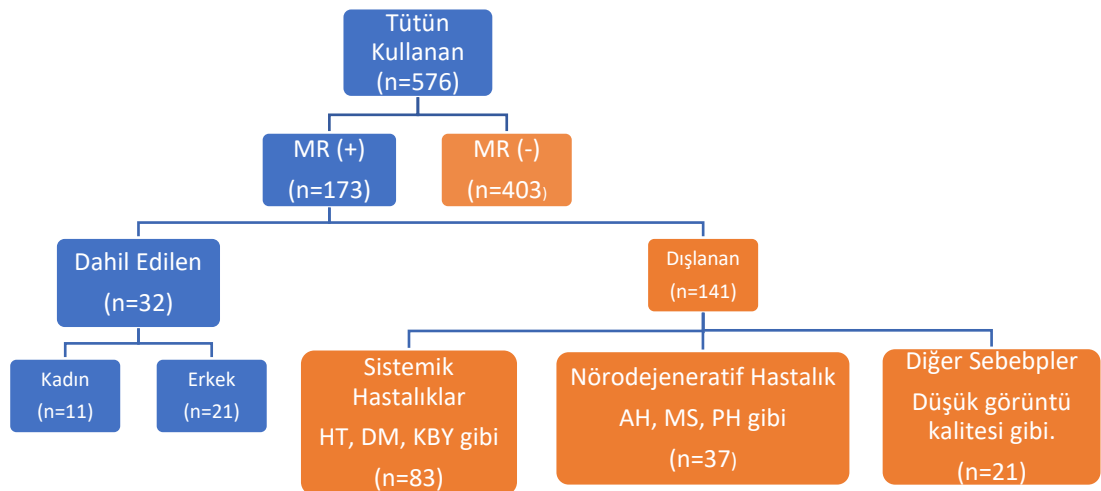 Tütün
Kullanan
(n=576)
MR (+)
(n=173)
MR (-)
(n=403)
Dahil Edilen
(n=32)
Dışlanan
(n=141)
Kadın
(n=11)
Erkek
(n=21)
Sistemik
Hastalıklar
HT, DM, KBY gibi
(n=83)
Nörodejeneratif Hastalık
AH, MS, PH gibi
(n=37)
Diğer Sebebpler
Düşük görüntü
kalitesi gibi.
(n=21)